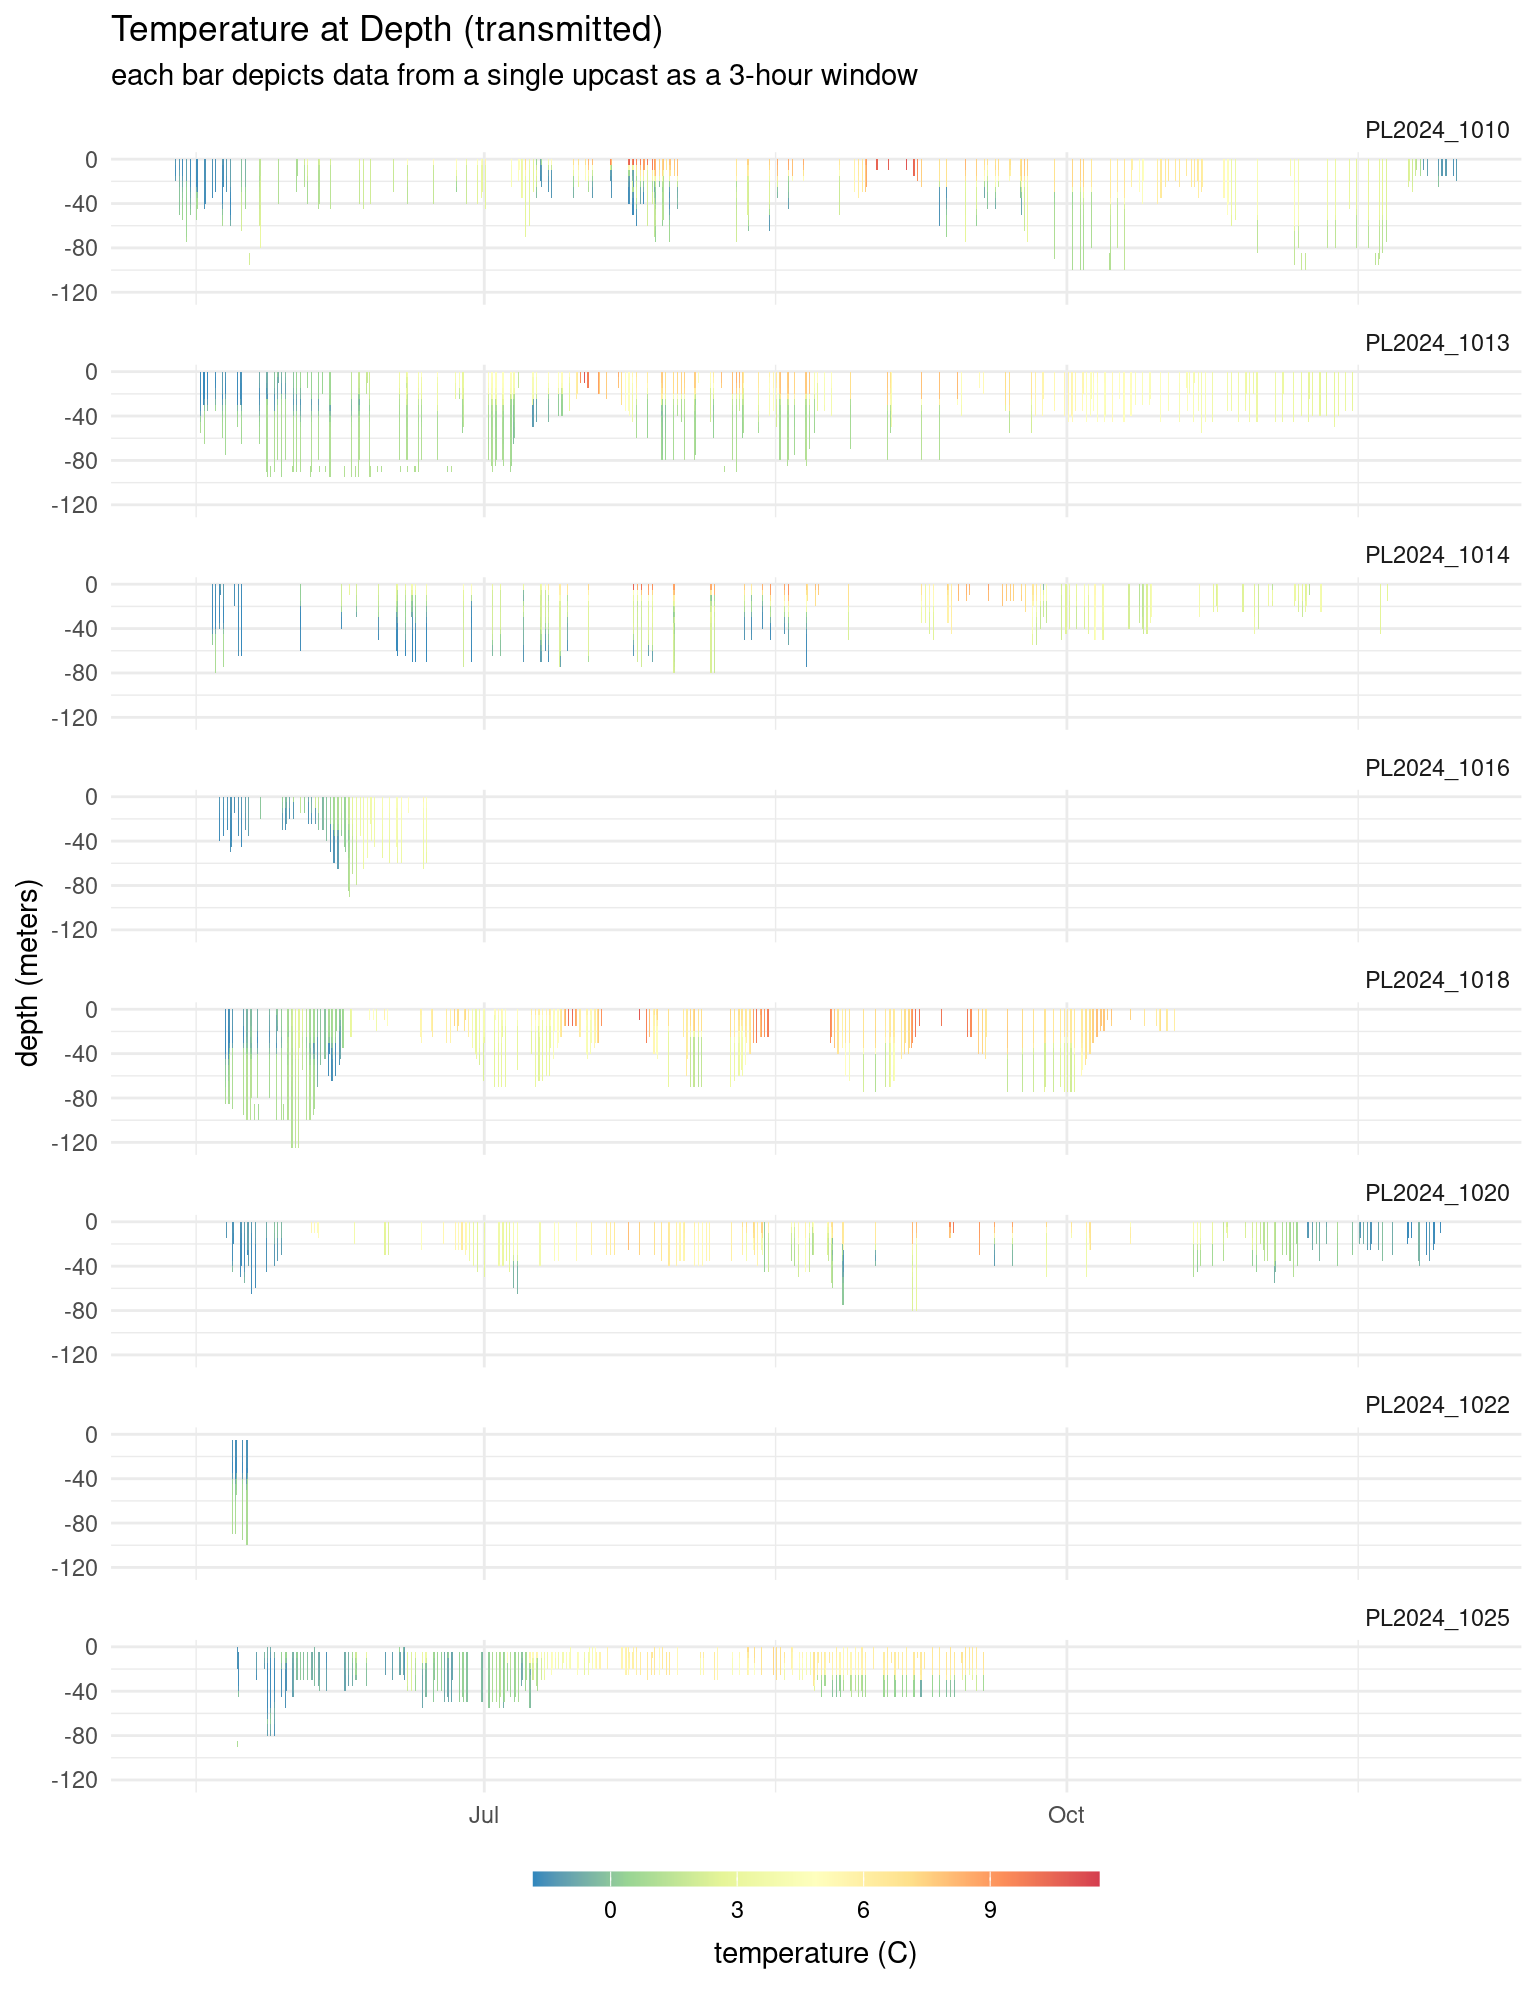 Temperature at Depth (transmitted)
each bar depicts data from a single upcast as a 3-hour window
PL2024_1010
0
-40
-80
-120
PL2024_1013
0
-40
-80
-120
PL2024_1014
0
-40
-80
-120
PL2024_1016
0
-40
-80
-120
depth (meters)
PL2024_1018
0
-40
-80
-120
PL2024_1020
0
-40
-80
-120
PL2024_1022
0
-40
-80
-120
PL2024_1025
0
-40
-80
-120
Jul Oct
0 3 6 9
temperature (C)